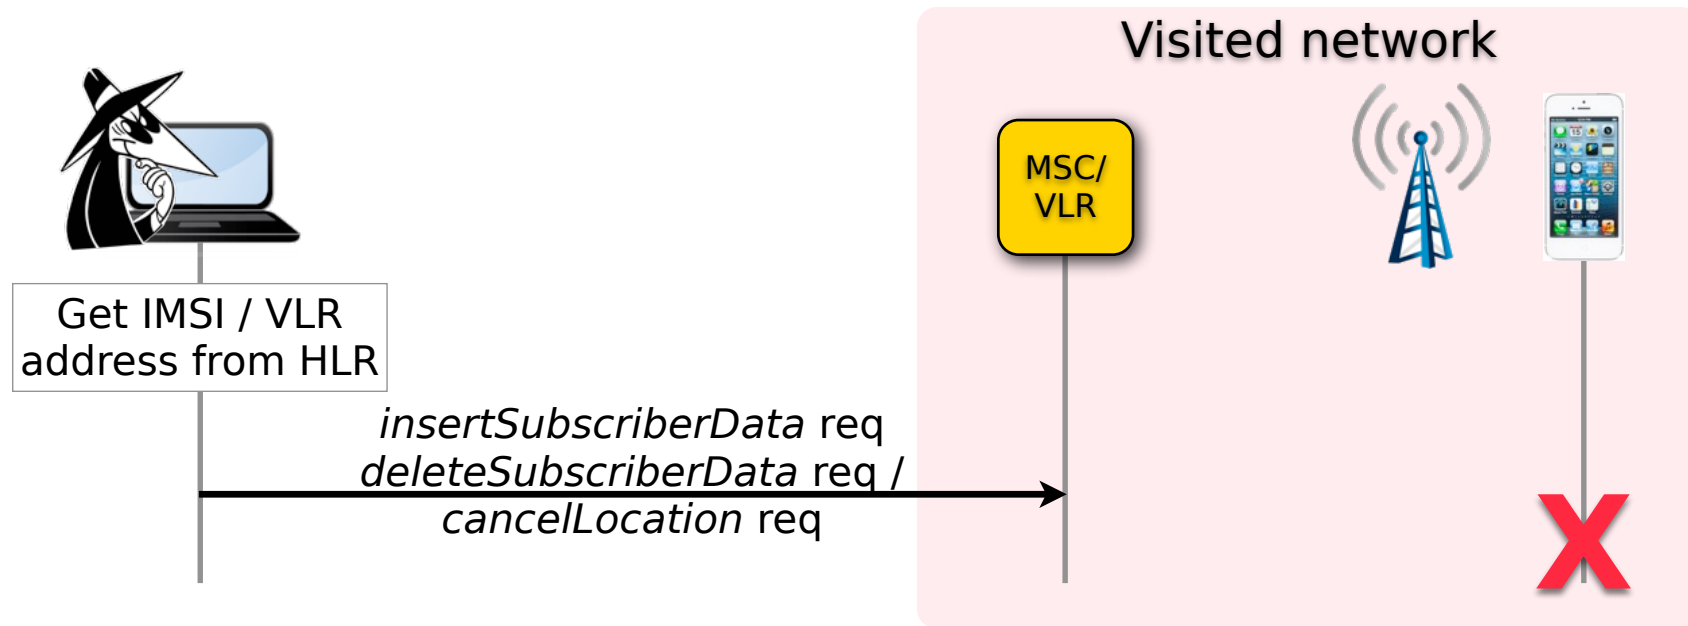 Visited network
MSC/
VLR
Get IMSI / VLR
address from HLR
insertSubscriberData req
deleteSubscriberData req /
cancelLocation req
X